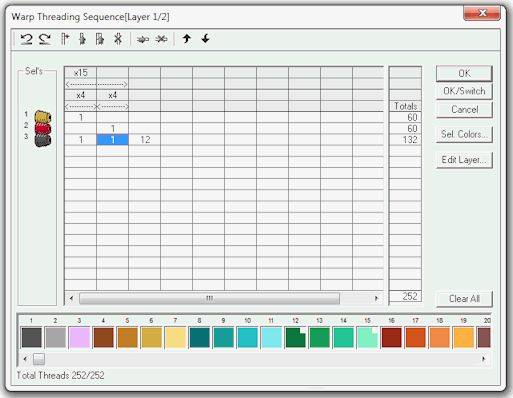 Warp Threading Sequence[Layer 1/2]
Sel's
x15
x4 x4
Totals
1 1 60
2 1 60
3 1 1 12 132
252
OK
OK/Switch
Cancel
Sel. Colors...
Edit Layer...
Clear All
1 2 3 4 5 6 7 8 9 10 11 12 13 14 15 16 17 18 19 20
Total Threads 252/252